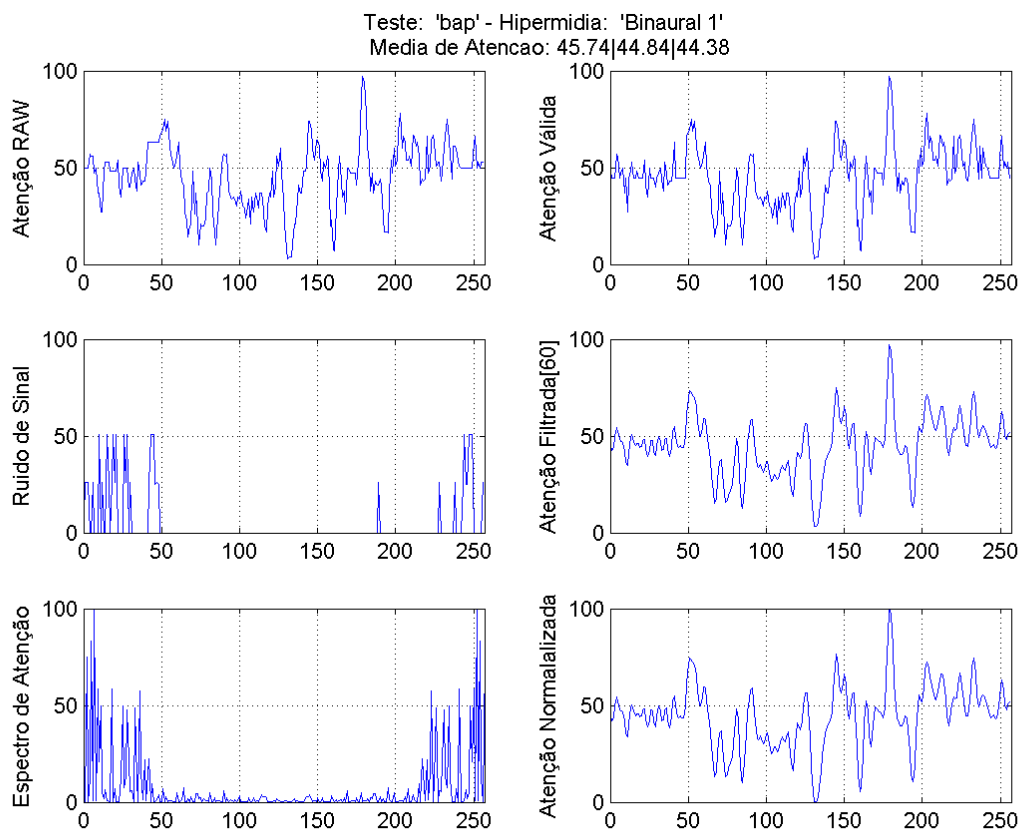 Teste:  'bap' - Hipermidia:  'Binaural 1'
Media de Atencao: 45.74|44.84|44.38
Atenção RAW
100
50
0
0 50 100 150 200 250
Atenção Válida
100
50
0
0 50 100 150 200 250
Ruido de Sinal
100
50
0
0 50 100 150 200 250
Atenção Filtrada[60]
100
50
0
0 50 100 150 200 250
Espectro de Atenção
100
50
0
0 50 100 150 200 250
Atenção Normalalizada
100
50
0
0 50 100 150 200 250